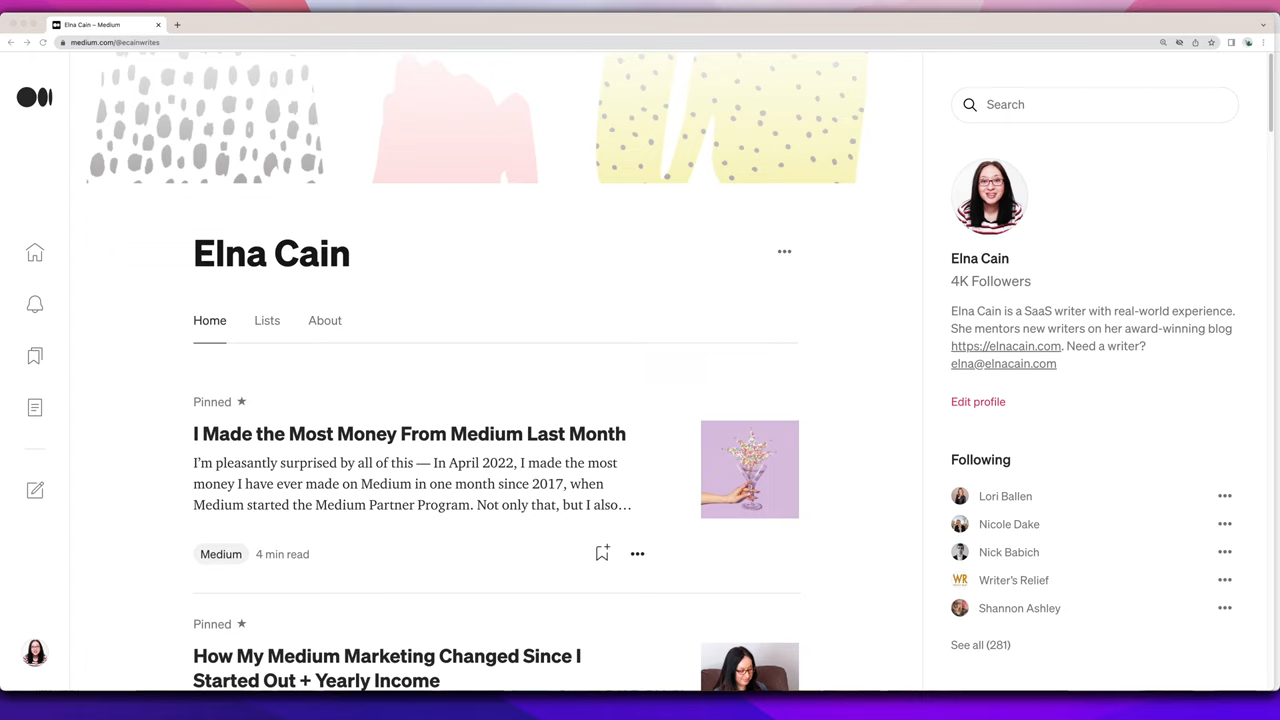 Elna Cain – Medium
medium.com/@ecainwrites
Search
Elna Cain
Home
Lists
About
Pinned
I Made the Most Money From Medium Last Month
I'm pleasantly surprised by all of this — In April 2022, I made the most
money I have ever made on Medium in one month since 2017, when
Medium started the Medium Partner Program. Not only that, but I also…
Medium
4 min read
Pinned
How My Medium Marketing Changed Since I
Started Out + Yearly Income
Elna Cain
4K Followers
Elna Cain is a SaaS writer with real-world experience.
She mentors new writers on her award-winning blog
https://elnacain.com. Need a writer?
elna@elnacain.com
Edit profile
Following
Lori Ballen
Nicole Dake
Nick Babich
WR
Writer's Relief
Shannon Ashley
See all (281)